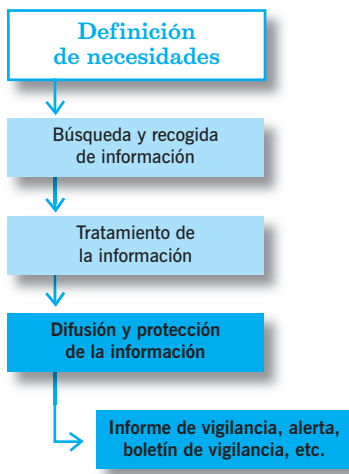 Definición
de necesidades
Búsqueda y recogida
de información
Tratamiento de
la información
Difusión y protección
de la información
Informe de vigilancia, alerta,
boletín de vigilancia, etc.